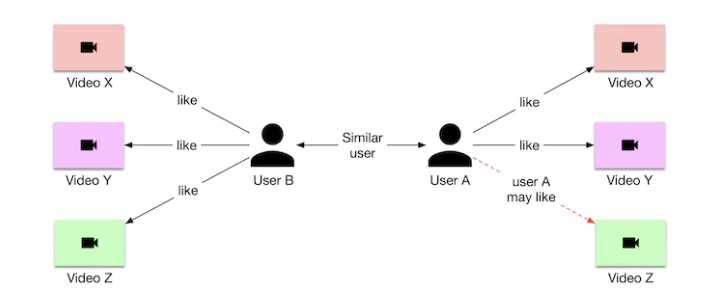 Video X
like
Video Y
like
Video Z
like
User B
Similar
user
User A
like
Video X
like
Video Y
user A
may like
Video Z